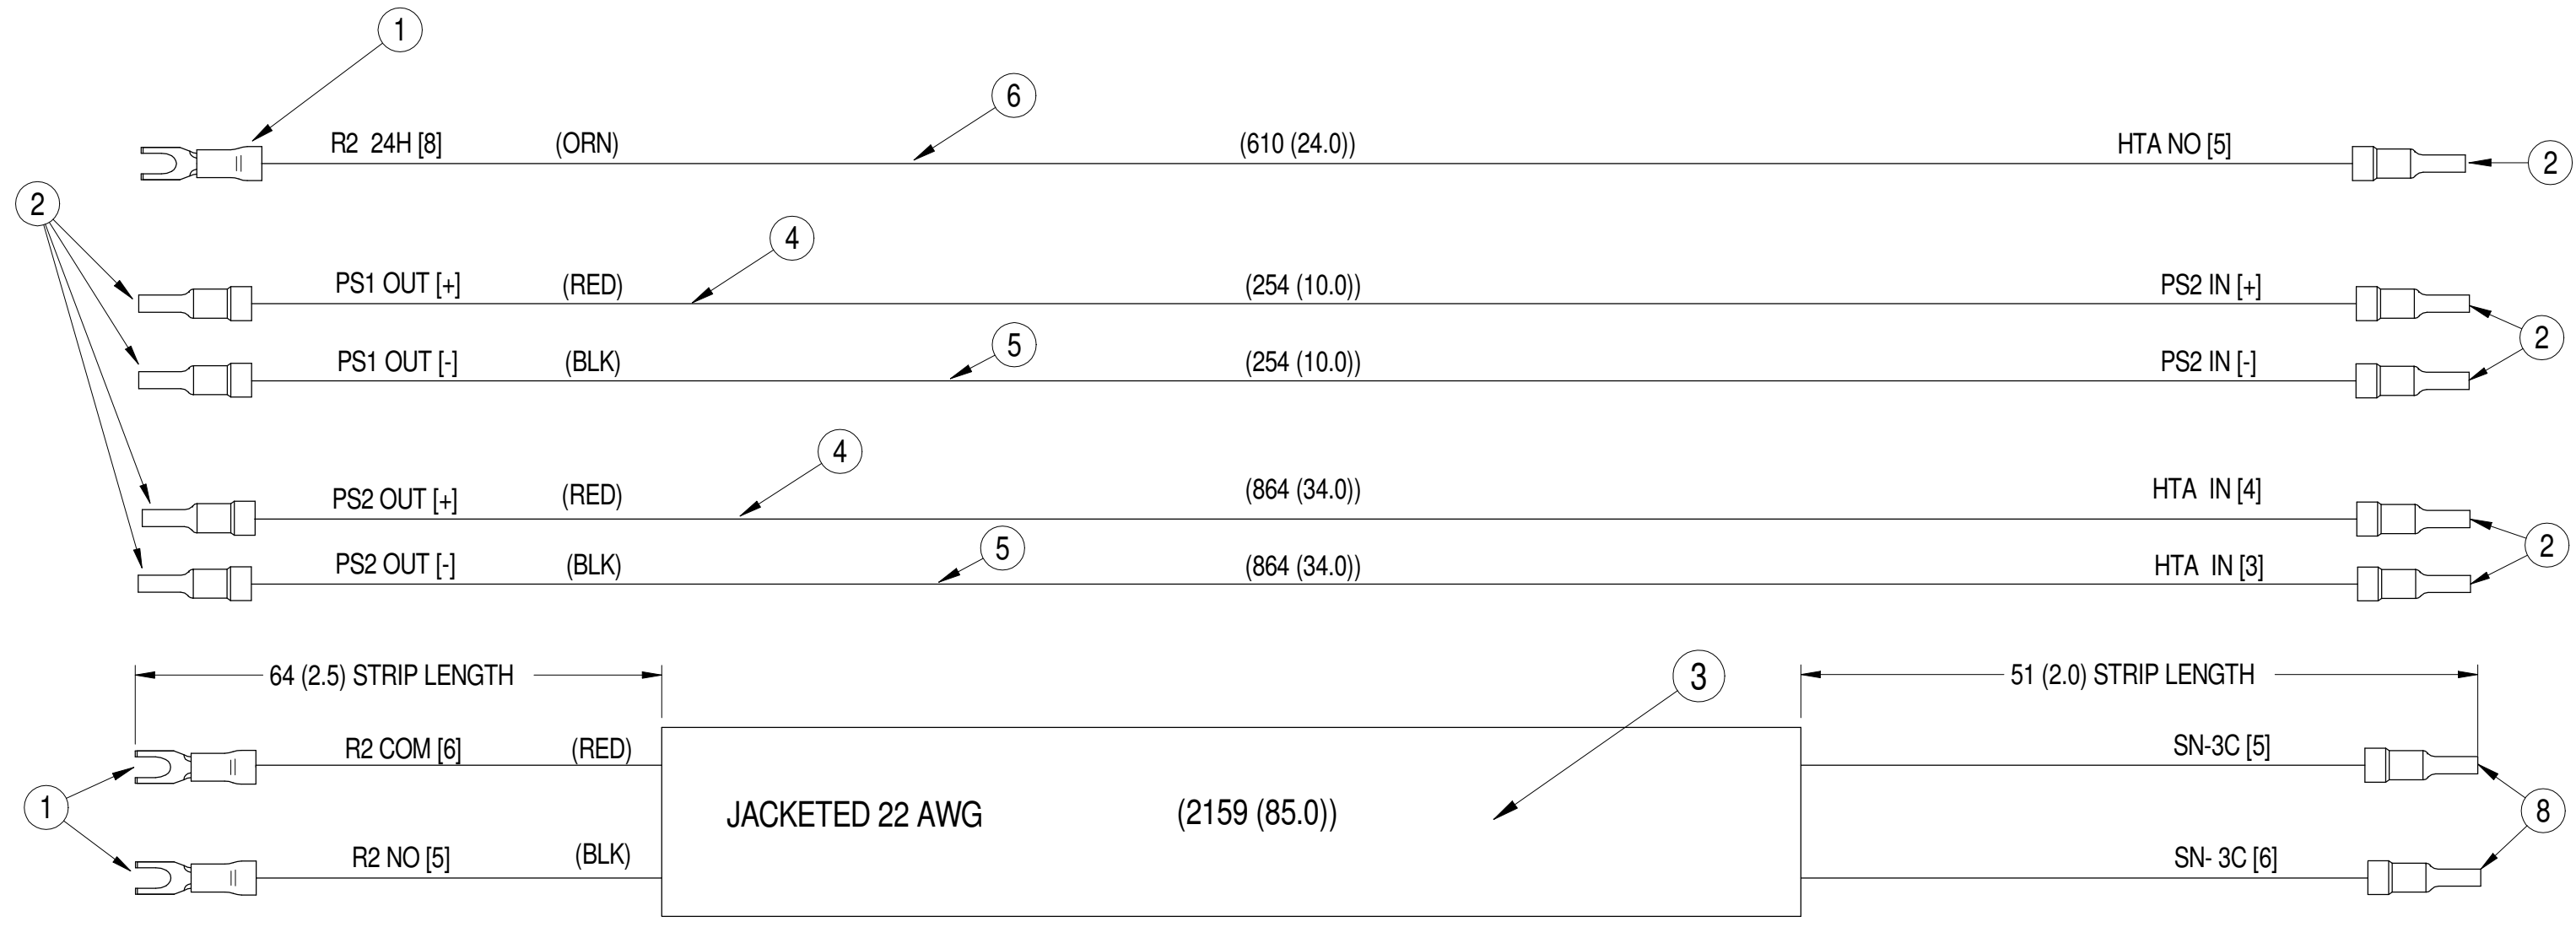 1
6
R2 24H [8] (ORN) (610 (24.0)) HTA NO [5]
2
2
4
PS1 OUT [+] (RED) (254 (10.0)) PS2 IN [+]
5
2
PS1 OUT [-] (BLK) (254 (10.0)) PS2 IN [-]
4
PS2 OUT [+] (RED) (864 (34.0)) HTA IN [4]
5
2
PS2 OUT [-] (BLK) (864 (34.0)) HTA IN [3]
64 (2.5) STRIP LENGTH
3
51 (2.0) STRIP LENGTH
R2 COM [6] (RED)
SN-3C [5]
1
JACKETED 22 AWG (2159 (85.0))
8
R2 NO [5] (BLK)
SN- 3C [6]